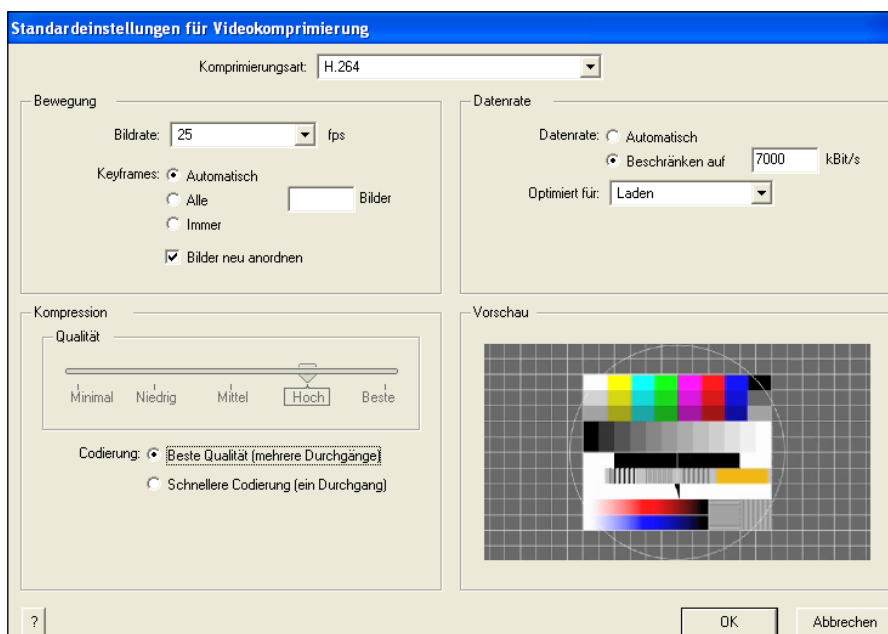 Standardeinstellungen für Videokomprimierung
Komprimierungsart: H.264
Bewegung
Bildrate: 25 fps
Keyframes: Automatisch
Alle Bilder
Immer
Bilder neu anordnen
Datenrate
Datenrate: Automatisch
Beschränken auf 7000 kBit/s
Optimiert für: Laden
Kompression
Qualität
Minimal Niedrig Mittel Hoch Beste
Codierung: Beste Qualität (mehrere Durchgänge)
Schnellere Codierung (ein Durchgang)
Vorschau
? OK Abbrechen